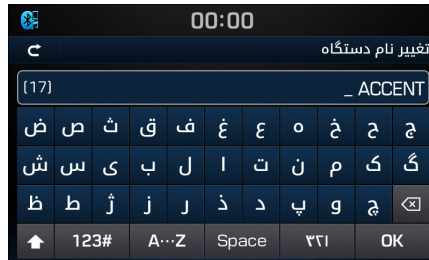 00:00
تغییر نام دستگاه
[17] _ ACCENT
ض ص ث ق ف غ ع ه خ ح ج
ش س ی ب ل ا ت ن م ک گ
ظ ط ژ ز ر ذ د پ و چ
123# A···Z Space ۳۲۱ OK